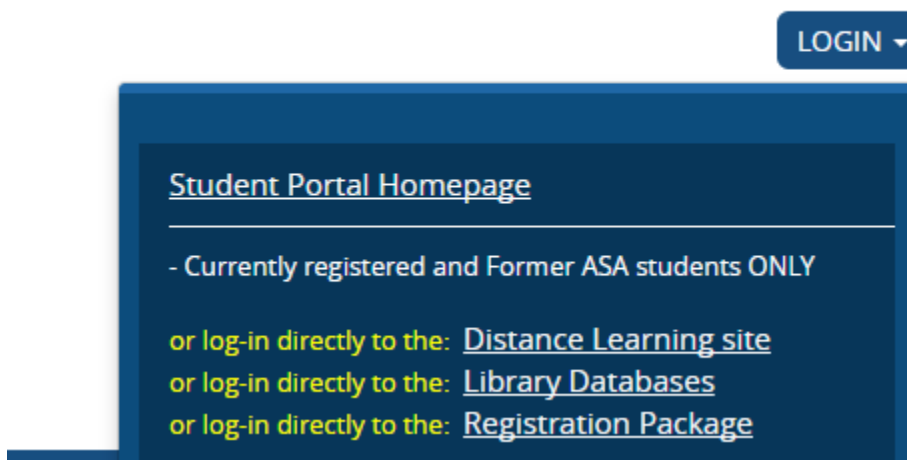 LOGIN
Student Portal Homepage
- Currently registered and Former ASA students ONLY
or log-in directly to the: Distance Learning site
or log-in directly to the: Library Databases
or log-in directly to the: Registration Package